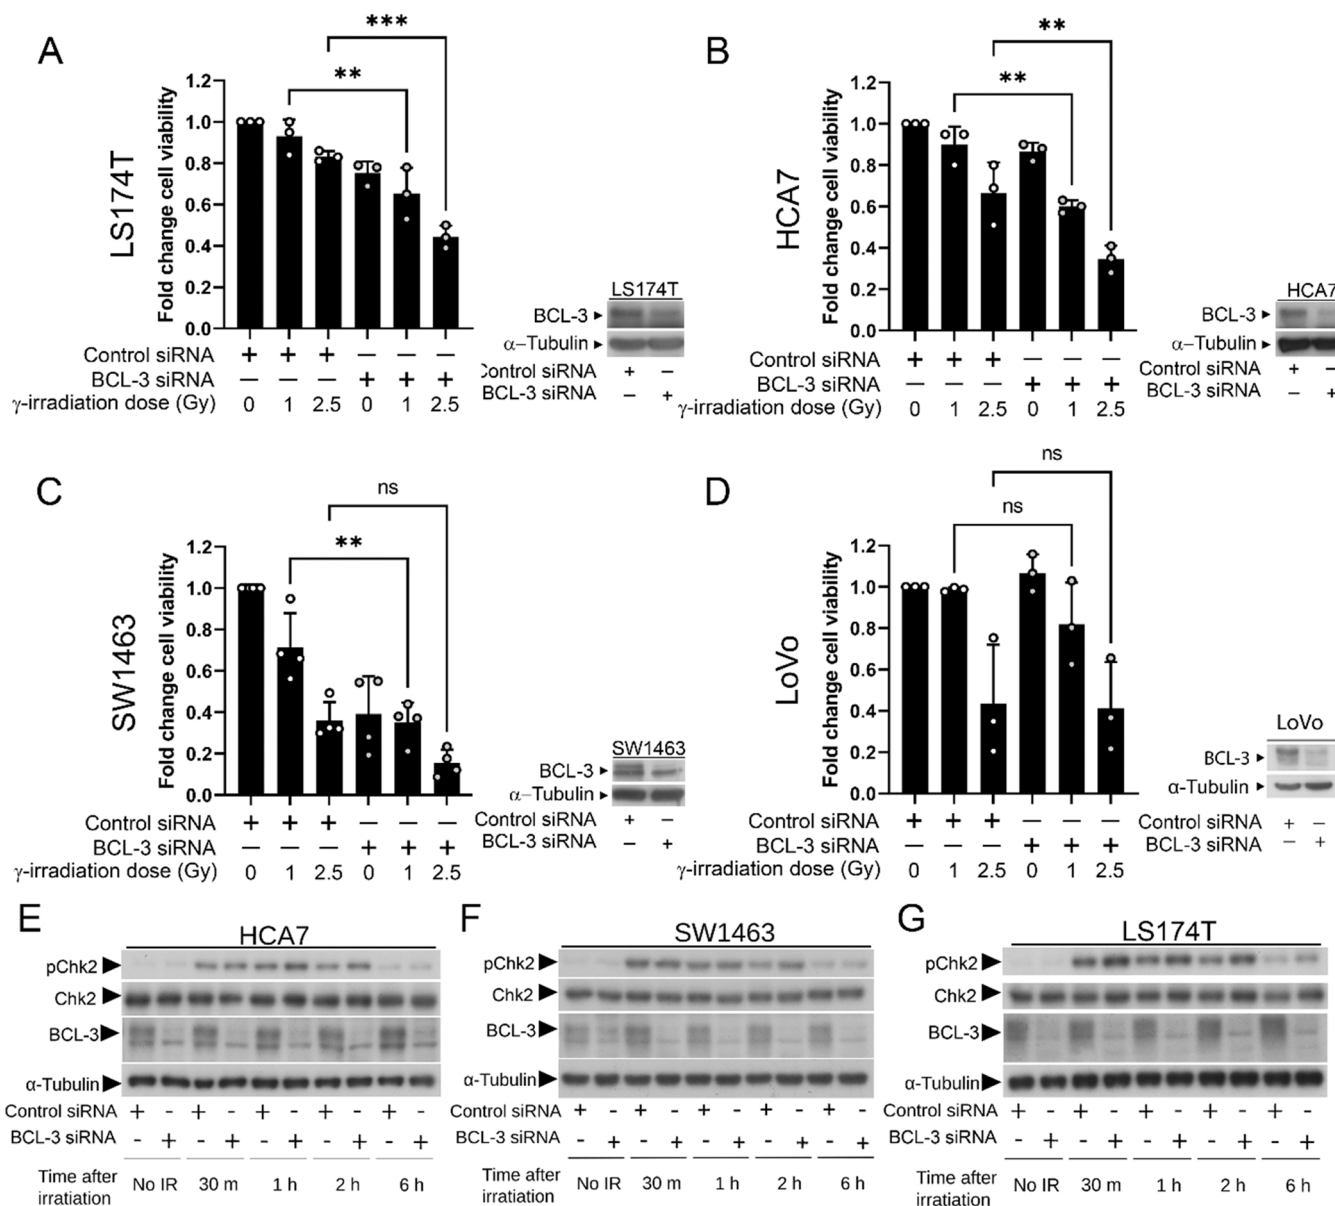 A
***
**
1.2
1.0
0.8
0.6
0.4
0.2
0.0
Fold change cell viability
LS174T
Control siRNA + + + — — —
BCL-3 siRNA — — — + + +
γ-irradiation dose (Gy) 0 1 2.5 0 1 2.5
LS174T
BCL-3
α–Tubulin
Control siRNA + –
BCL-3 siRNA – +
B
**
**
1.2
1.0
0.8
0.6
0.4
0.2
0.0
Fold change cell viability
HCA7
Control siRNA + + + — — —
BCL-3 siRNA — — — + + +
γ-irradiation dose (Gy) 0 1 2.5 0 1 2.5
HCA7
BCL-3
α–Tubulin
Control siRNA + –
BCL-3 siRNA – +
C
ns
**
1.2
1.0
0.8
0.6
0.4
0.2
0.0
Fold change cell viability
SW1463
Control siRNA + + + — — —
BCL-3 siRNA — — — + + +
γ-irradiation dose (Gy) 0 1 2.5 0 1 2.5
SW1463
BCL-3
α–Tubulin
Control siRNA + –
BCL-3 siRNA – +
D
ns
ns
1.2
1.0
0.8
0.6
0.4
0.2
0.0
Fold change cell viability
LoVo
Control siRNA + + + — — —
BCL-3 siRNA — — — + + +
γ-irradiation dose (Gy) 0 1 2.5 0 1 2.5
LoVo
BCL-3
α-Tubulin
Control siRNA + –
BCL-3 siRNA – +
E
HCA7
pChk2
Chk2
BCL-3
α-Tubulin
Control siRNA + - + - + - + - + -
BCL-3 siRNA - + - + - + - + - +
Time after
irratiation
No IR 30 m 1 h 2 h 6 h
F
SW1463
pChk2
Chk2
BCL-3
α-Tubulin
Control siRNA + - + - + - + - + -
BCL-3 siRNA - + - + - + - + - +
Time after
irratiation
No IR 30 m 1 h 2 h 6 h
G
LS174T
pChk2
Chk2
BCL-3
α-Tubulin
Control siRNA + - + - + - + - + -
BCL-3 siRNA - + - + - + - + - +
Time after
irratiation
No IR 30 m 1 h 2 h 6 h